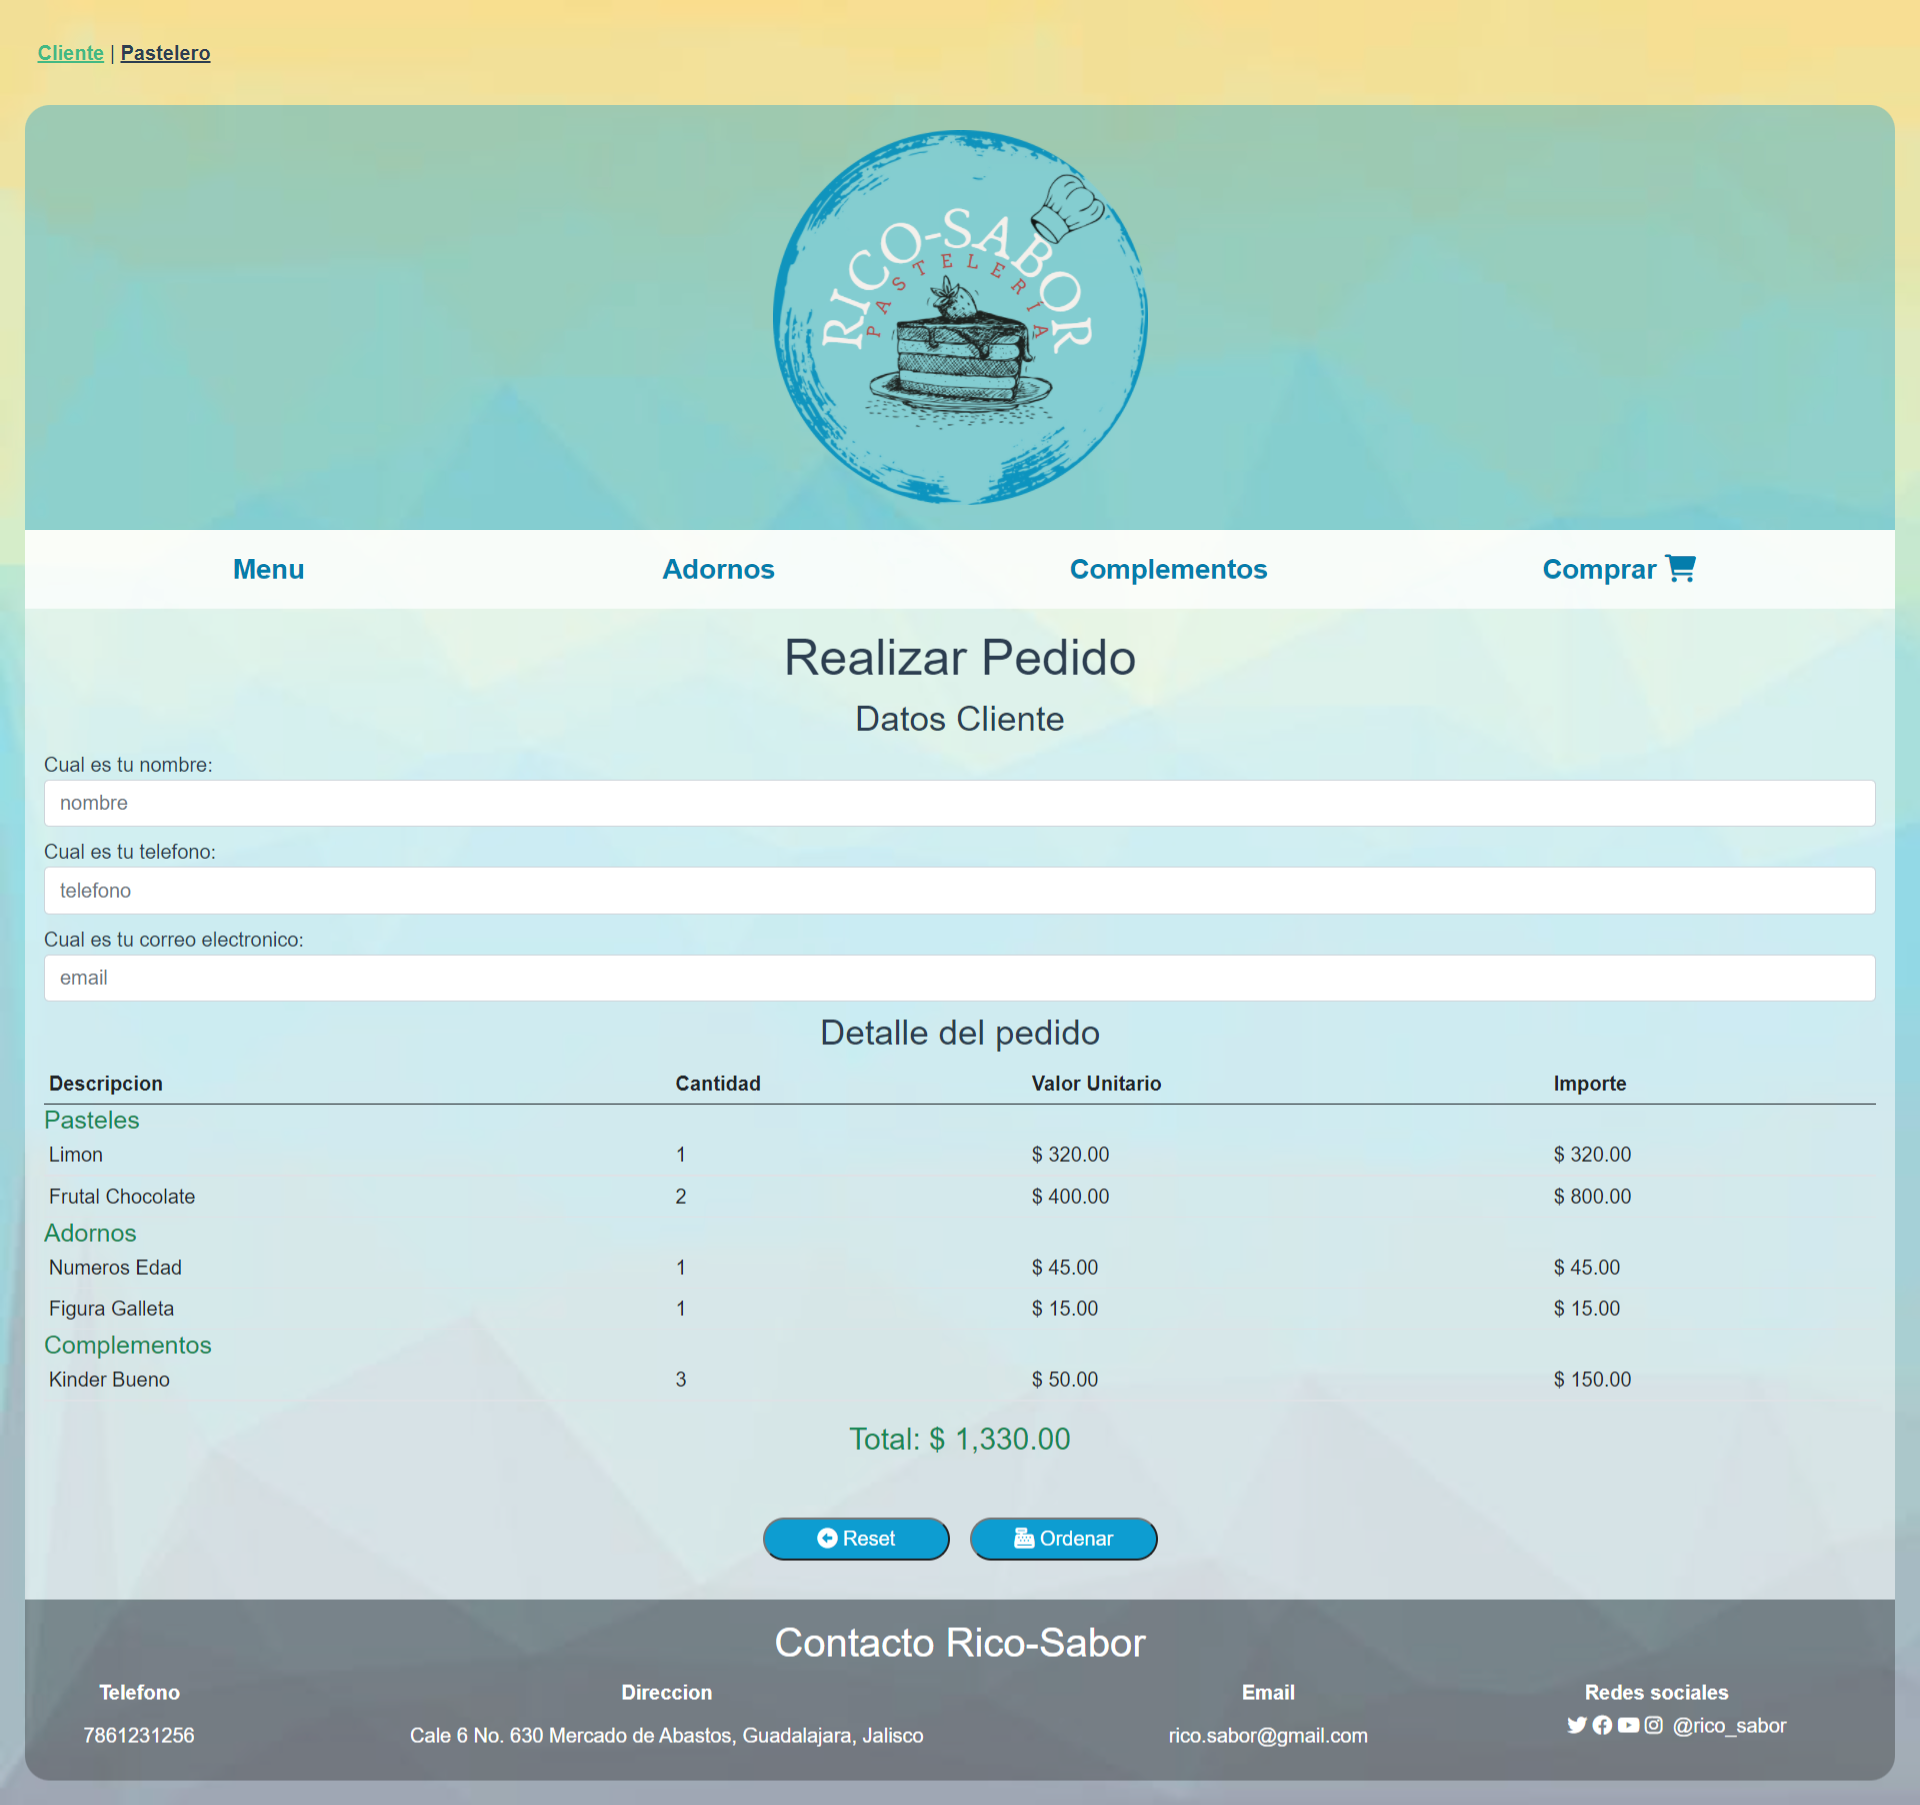 Cliente | Pastelero
RICO-SABOR
PASTELERÍA
Menu Adornos Complementos Comprar
Realizar Pedido
Datos Cliente
Cual es tu nombre:
nombre
Cual es tu telefono:
telefono
Cual es tu correo electronico:
email
Detalle del pedido
Descripcion Cantidad Valor Unitario Importe
Pasteles
Limon 1 $ 320.00 $ 320.00
Frutal Chocolate 2 $ 400.00 $ 800.00
Adornos
Numeros Edad 1 $ 45.00 $ 45.00
Figura Galleta 1 $ 15.00 $ 15.00
Complementos
Kinder Bueno 3 $ 50.00 $ 150.00
Total: $ 1,330.00
Reset Ordenar
Contacto Rico-Sabor
Telefono Direccion Email Redes sociales
7861231256 Cale 6 No. 630 Mercado de Abastos, Guadalajara, Jalisco rico.sabor@gmail.com @rico_sabor